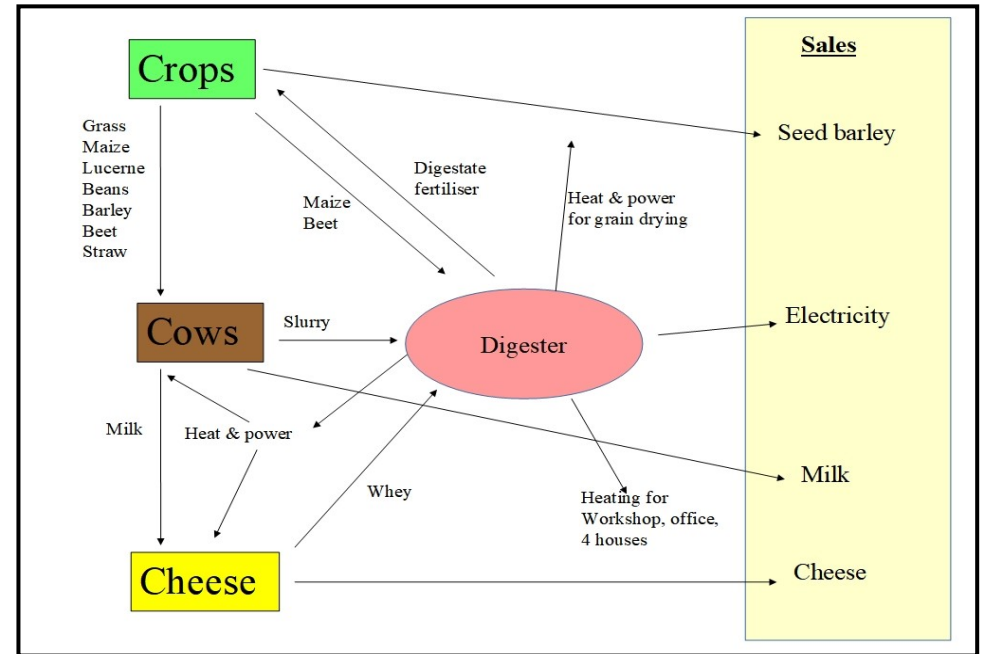 Sales
Crops
Seed barley
Grass
Maize
Lucerne
Beans
Barley
Beet
Straw
Maize
Beet
Digestate
fertiliser
Heat & power
for grain drying
Cows
Slurry
Digester
Electricity
Milk
Heat & power
Whey
Heating for
Workshop, office,
4 houses
Milk
Cheese
Cheese